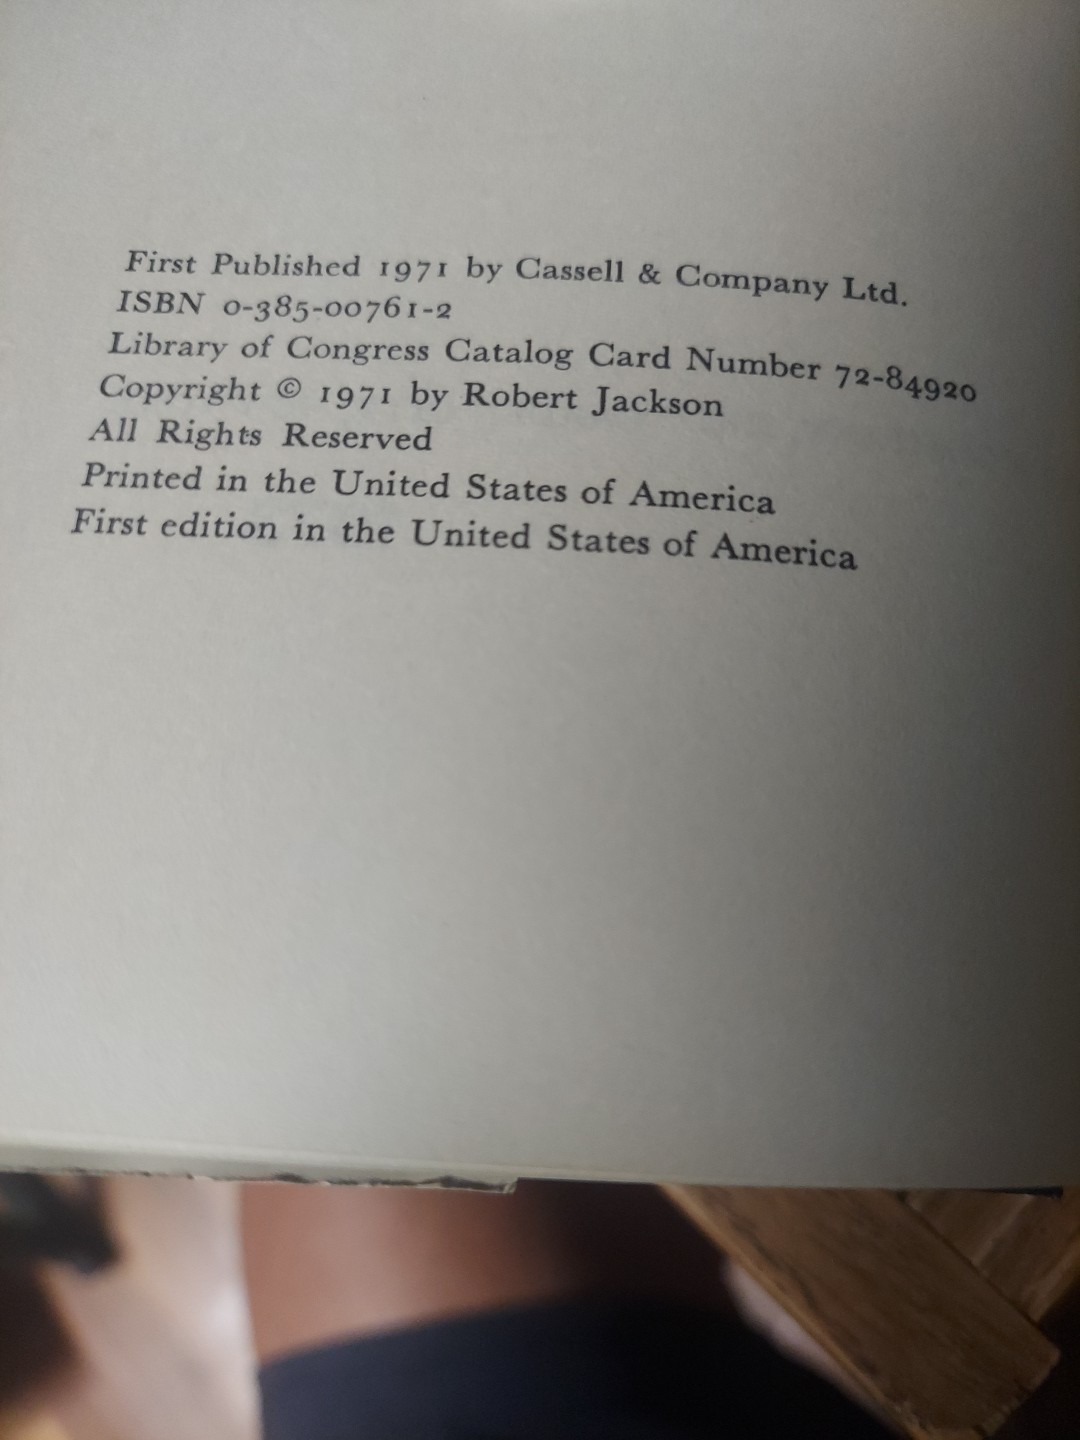 First Published 1971 by Cassell & Company Ltd.
ISBN 0-385-00761-2
Library of Congress Catalog Card Number 72-84920
Copyright © 1971 by Robert Jackson
All Rights Reserved
Printed in the United States of America
First edition in the United States of America